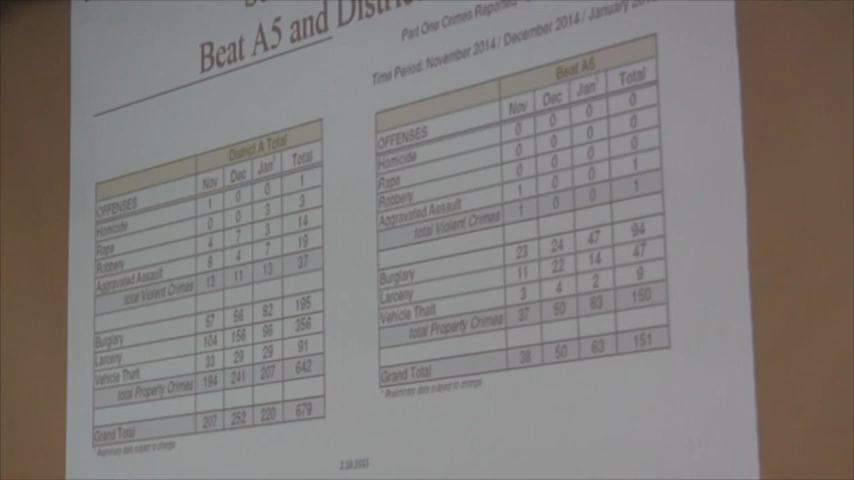 Beat A5 and Distric
Part One Crimes Reported
Time Period: November 2014 / December 2014 / January
District A Total
OFFENSES Nov Dec Jan¹ Total
Homicide 1 0 0 1
Rape 0 0 3 3
Robbery 4 7 3 14
Aggravated Assault 8 4 7 19
total Violent Crimes 13 11 13 37
Burglary 57 56 82 195
Larceny 104 156 96 356
Vehicle Theft 33 29 29 91
total Property Crimes 194 241 207 642
Grand Total 207 252 220 679
¹ Preliminary data subject to change
Beat A5
OFFENSES Nov Dec Jan¹ Total
Homicide 0 0 0 0
Rape 0 0 0 0
Robbery 0 0 0 0
Aggravated Assault 1 0 0 1
total Violent Crimes 1 0 0 1
Burglary 23 24 47 94
Larceny 11 22 14 47
Vehicle Theft 3 4 2 9
total Property Crimes 37 50 63 150
Grand Total 38 50 63 151
¹ Preliminary data subject to change
2.10.2015